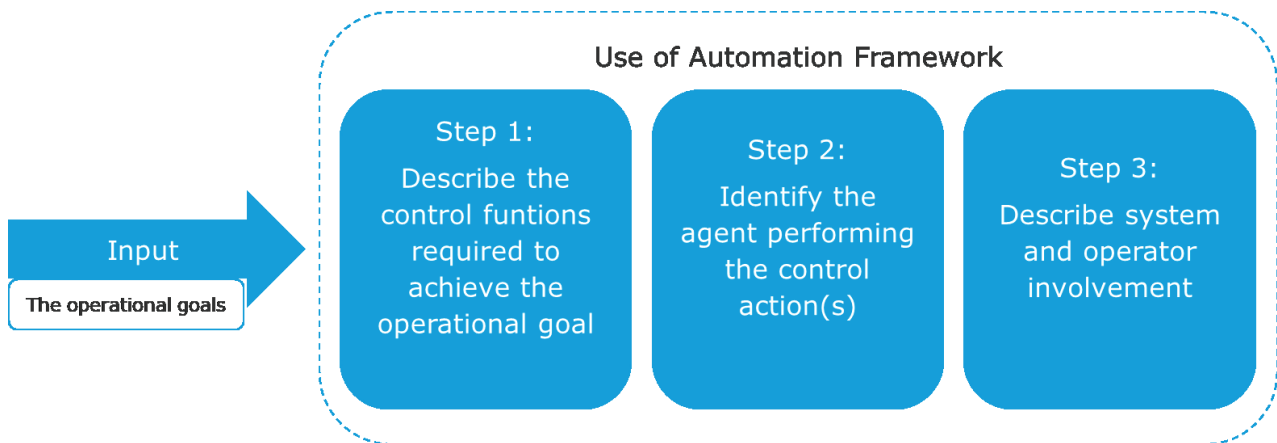 Use of Automation Framework
Input
The operational goals
Step 1:
Describe the
control funtions
required to
achieve the
operational goal
Step 2:
Identify the
agent performing
the control
action(s)
Step 3:
Describe system
and operator
involvement